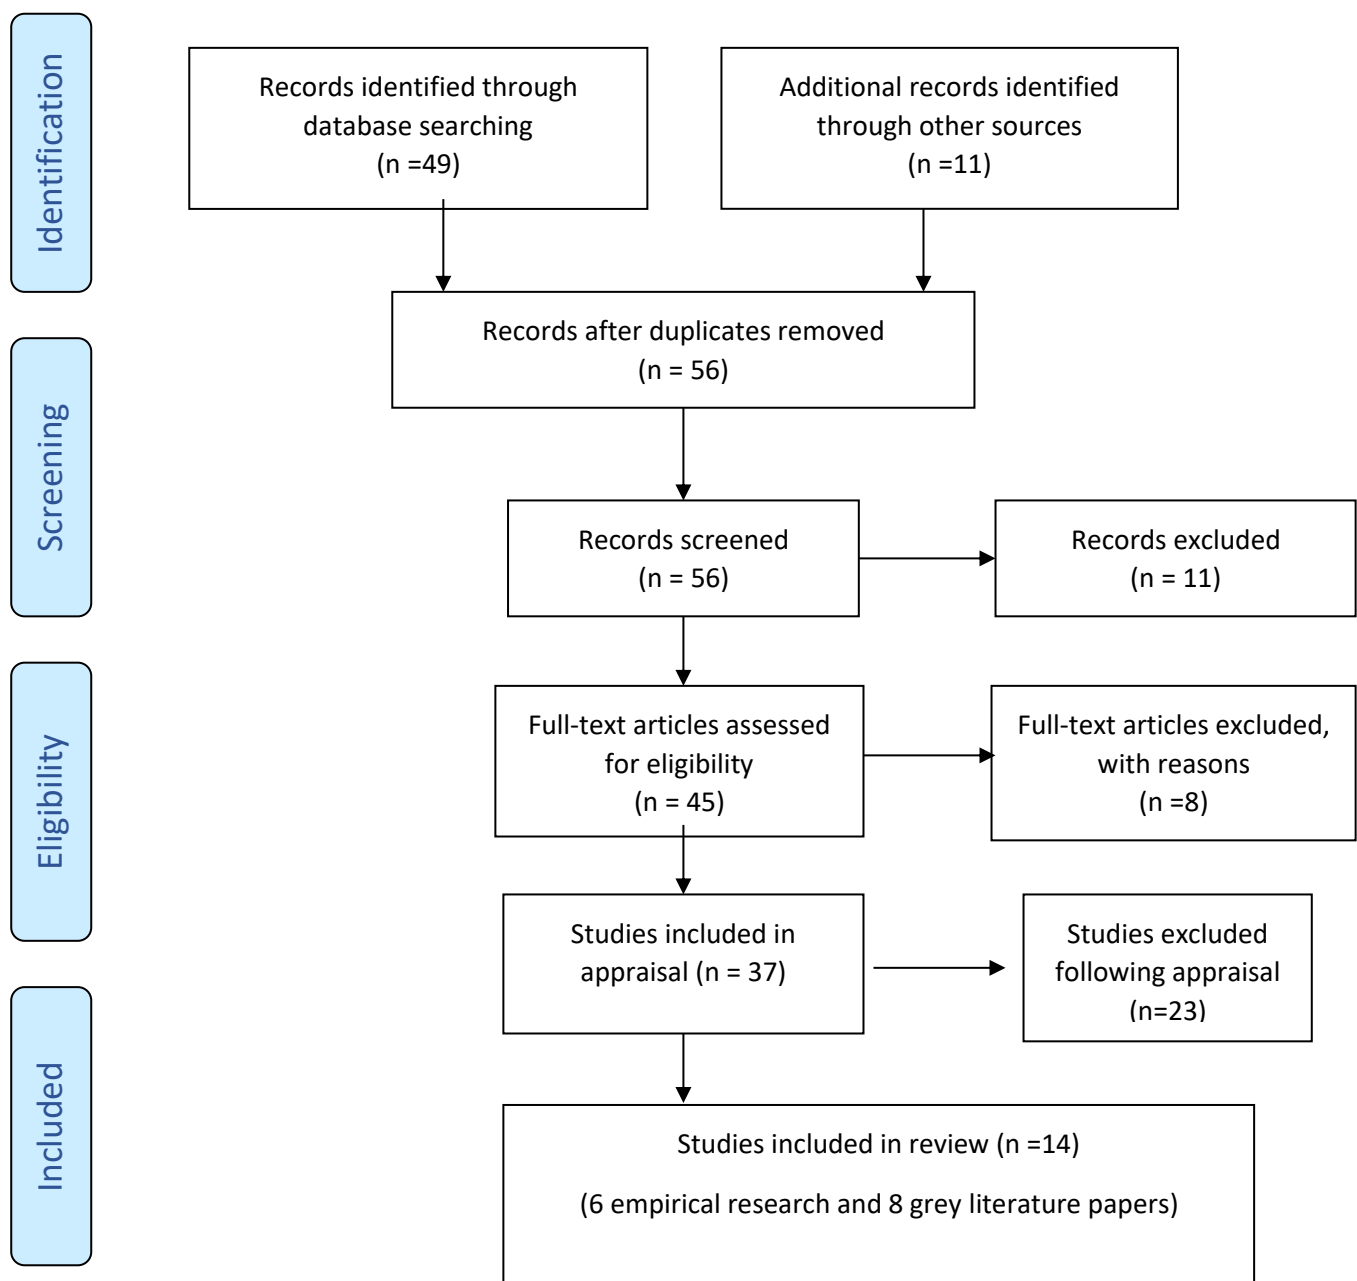 Identification
Records identified through
database searching
(n =49)
Additional records identified
through other sources
(n =11)
Records after duplicates removed
(n = 56)
Screening
Records screened
(n = 56)
Records excluded
(n = 11)
Eligibility
Full-text articles assessed
for eligibility
(n = 45)
Full-text articles excluded,
with reasons
(n =8)
Studies included in
appraisal (n = 37)
Studies excluded
following appraisal
(n=23)
Included
Studies included in review (n =14)
(6 empirical research and 8 grey literature papers)